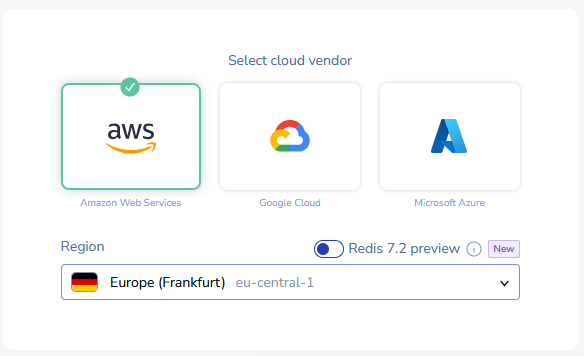 Select cloud vendor
aws
Amazon Web Services
Google Cloud
Microsoft Azure
Region
Redis 7.2 preview
New
Europe (Frankfurt) eu-central-1